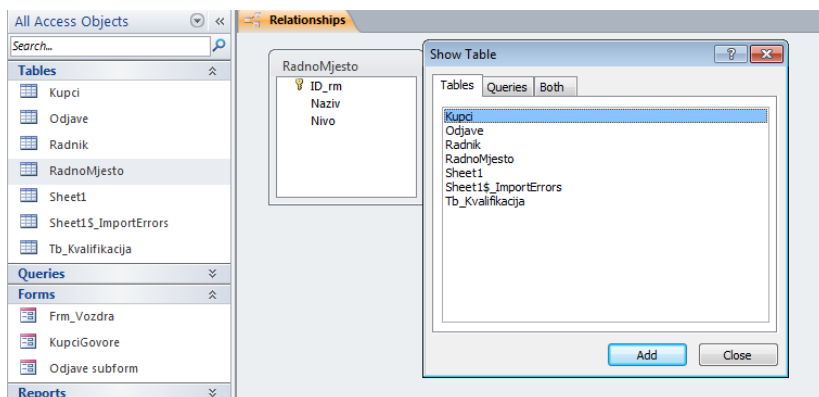 All Access Objects
Search...
Tables
Kupci
Odjave
Radnik
RadnoMjesto
Sheet1
Sheet1$_ImportErrors
Tb_Kvalifikacija
Queries
Forms
Frm_Vozdra
KupciGovore
Odjave subform
Reports
Relationships
RadnoMjesto
ID_rm
Naziv
Nivo
Show Table
Tables Queries Both
Kupci
Odjave
Radnik
RadnoMjesto
Sheet1
Sheet1$_ImportErrors
Tb_Kvalifikacija
Add Close